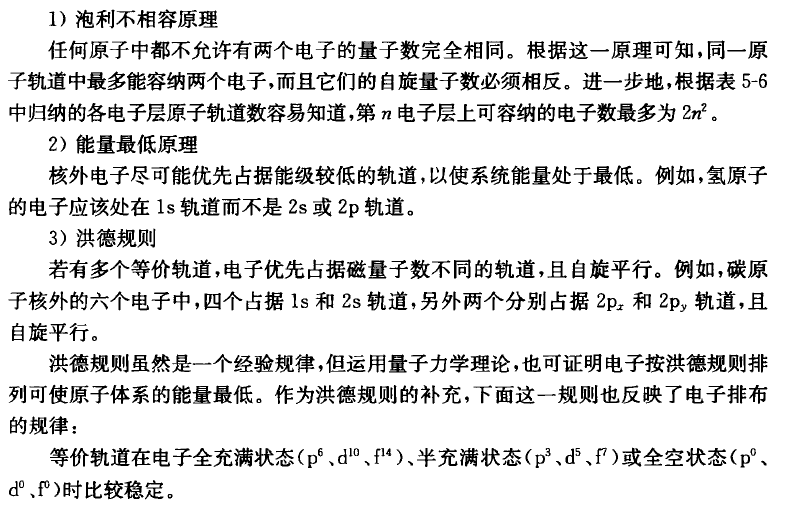 1) 泡利不相容原理
任何原子中都不允许有两个电子的量子数完全相同。根据这一原理可知,同一原
子轨道中最多能容纳两个电子,而且它们的自旋量子数必须相反。进一步地,根据表 5-6
中归纳的各电子层原子轨道数容易知道,第 n 电子层上可容纳的电子数最多为 2n²。
2) 能量最低原理
核外电子尽可能优先占据能级较低的轨道,以使系统能量处于最低。例如,氢原子
的电子应该处在 1s 轨道而不是 2s 或 2p 轨道。
3) 洪德规则
若有多个等价轨道,电子优先占据磁量子数不同的轨道,且自旋平行。例如,碳原
子核外的六个电子中,四个占据 1s 和 2s 轨道,另外两个分别占据 2pₓ 和 2pᵧ 轨道,且
自旋平行。
洪德规则虽然是一个经验规律,但运用量子力学理论,也可证明电子按洪德规则排
列可使原子体系的能量最低。作为洪德规则的补充,下面这一规则也反映了电子排布
的规律:
等价轨道在电子全充满状态(p⁶、d¹⁰、f¹⁴)、半充满状态(p³、d⁵、f⁷)或全空状态(p⁰、
d⁰、f⁰)时比较稳定。